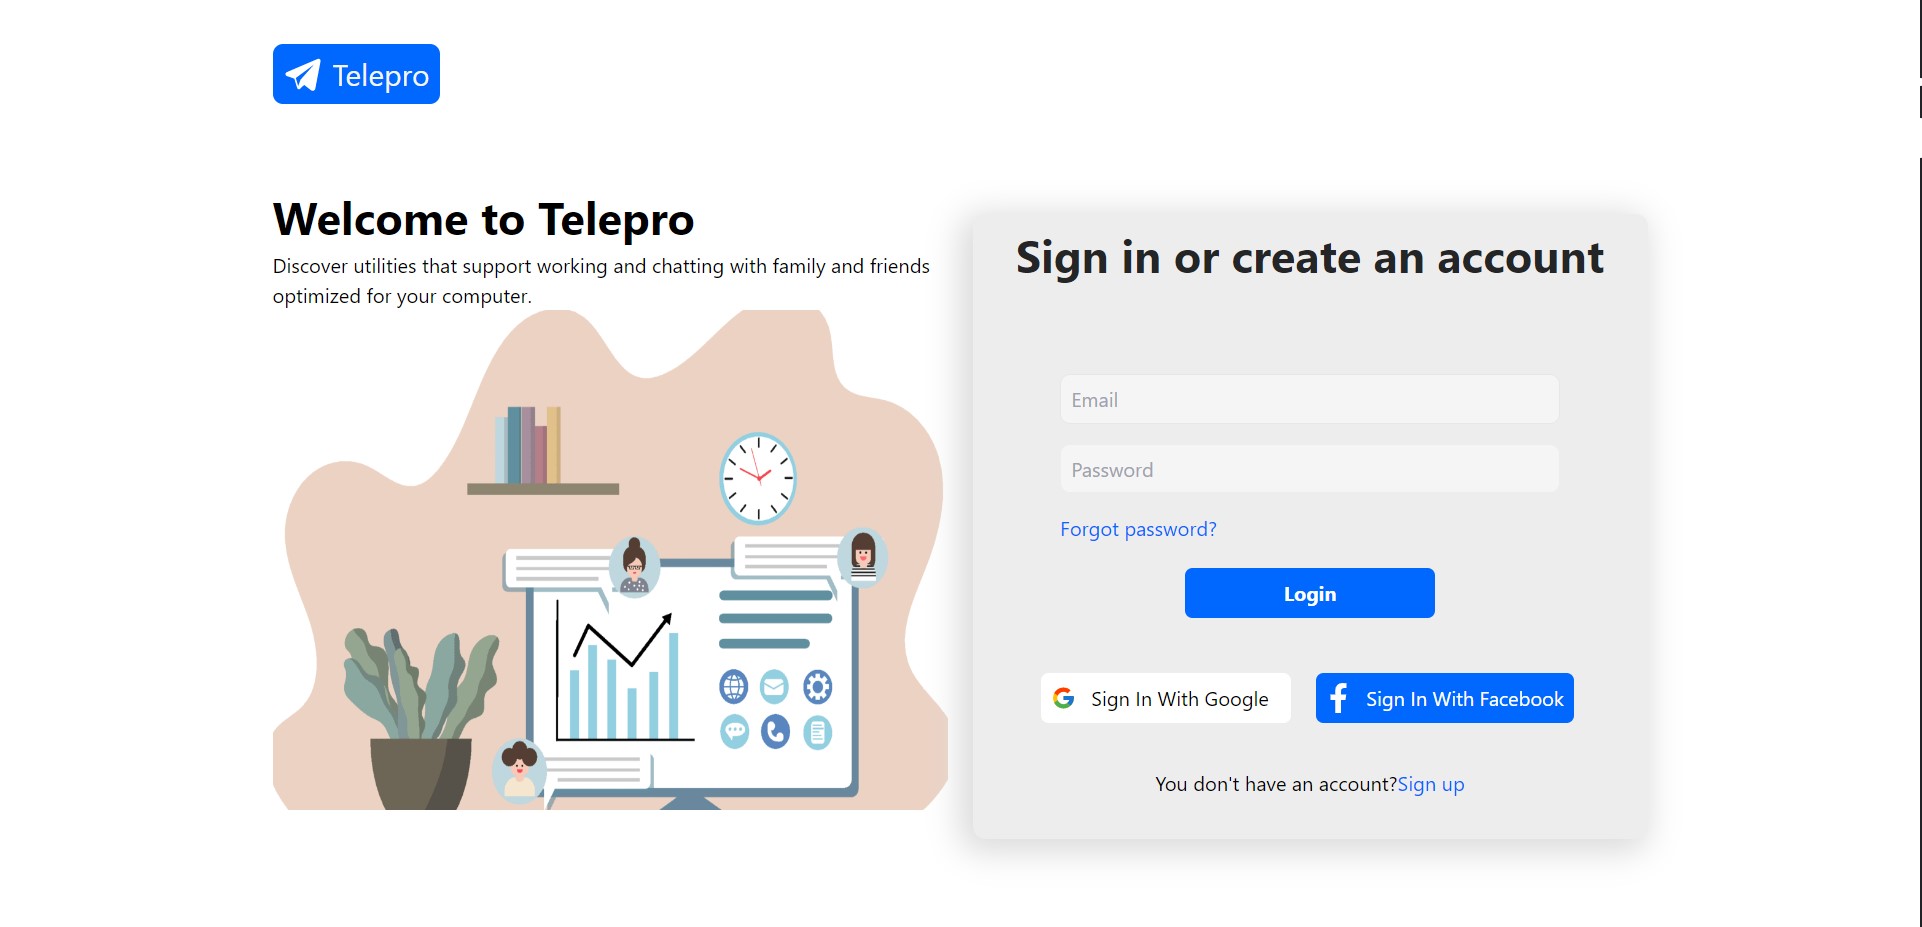 Telepro
Welcome to Telepro
Discover utilities that support working and chatting with family and friends
optimized for your computer.
Sign in or create an account
Email
Password
Forgot password?
Login
Sign In With Google
Sign In With Facebook
You don't have an account?Sign up